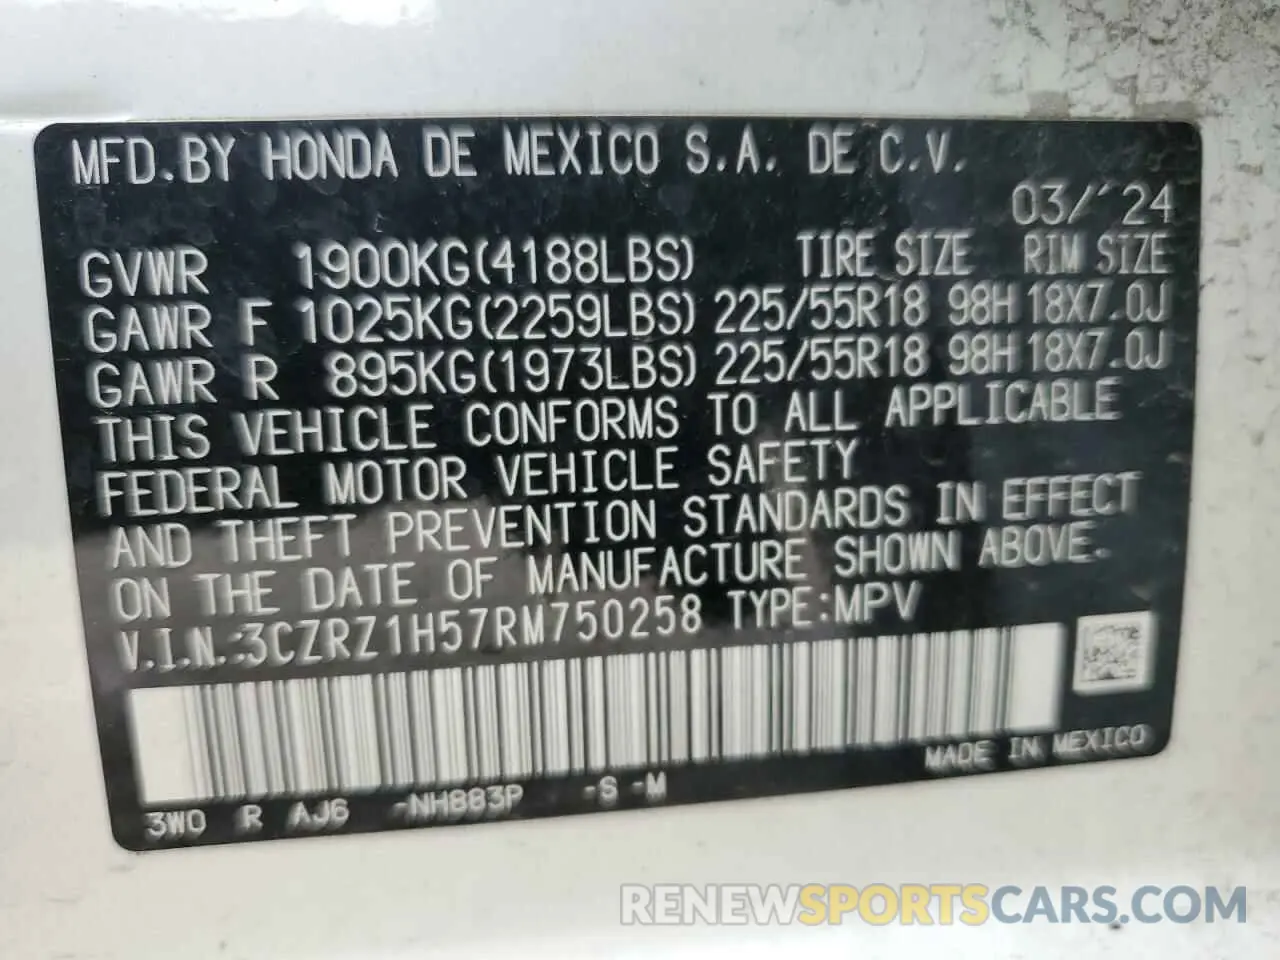 MFD.BY HONDA DE MEXICO S.A. DE C.V.
03/'24
GVWR 1900KG(4188LBS) TIRE SIZE RIM SIZE
GAWR F 1025KG(2259LBS) 225/55R18 98H 18X7.0J
GAWR R 895KG(1973LBS) 225/55R18 98H 18X7.0J
THIS VEHICLE CONFORMS TO ALL APPLICABLE
FEDERAL MOTOR VEHICLE SAFETY
AND THEFT PREVENTION STANDARDS IN EFFECT
ON THE DATE OF MANUFACTURE SHOWN ABOVE.
V.I.N.:3CZRZ1H57RM750258 TYPE:MPV
MADE IN MEXICO
3W0 R AJ6 -NH883P -S -M
RENEWSPORTSCARS.COM